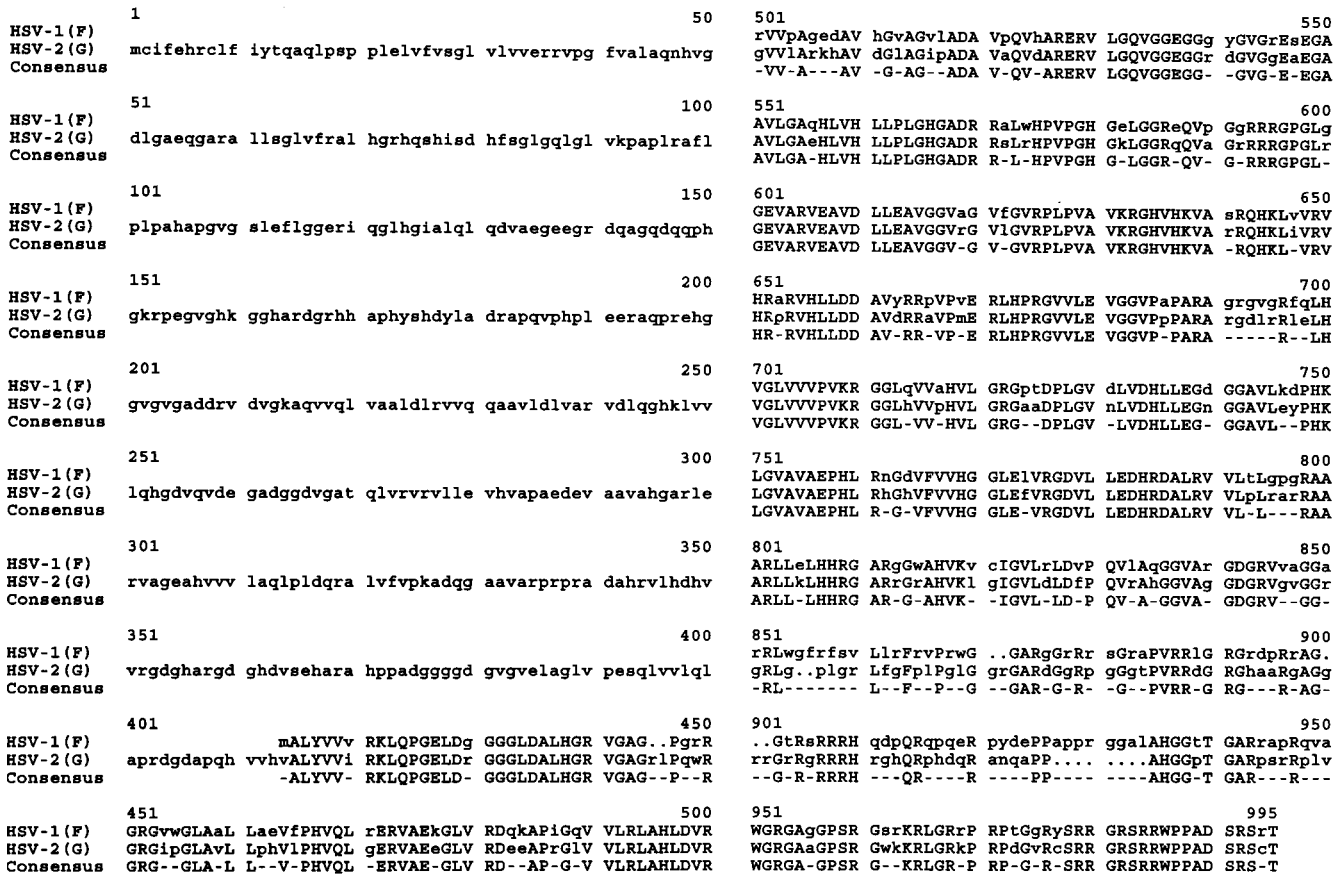 1 50
HSV-1(F)
HSV-2(G) mcifehrclf iytqaqlpsp plelvfvsgl vlvverrvpg fvalaqnhvg
Consensus
51 100
HSV-1(F)
HSV-2(G) dlgaeqgara llsglvfral hgrhqshisd hfsglgqlgl vkpaplrafl
Consensus
101 150
HSV-1(F)
HSV-2(G) plpahapgvg sleflggeri qglhgialql qdvaegeegr dqagqdqqph
Consensus
151 200
HSV-1(F)
HSV-2(G) gkrpegvghk gghardgrhh aphyshdyla drapqvphpl eeraqprehg
Consensus
201 250
HSV-1(F)
HSV-2(G) gvgvgaddrv dvgkaqvvql vaaldlrvvq qaavldlvar vdlqghklvv
Consensus
251 300
HSV-1(F)
HSV-2(G) lqhgdvqvde gadggdvgat qlvrvrvlle vhvapaedev aavahgarle
Consensus
301 350
HSV-1(F)
HSV-2(G) rvageahvvv laqlpldqra lvfvpkadqg aavarprpra dahrvlhdhv
Consensus
351 400
HSV-1(F)
HSV-2(G) vrgdghargd ghdvsehara hppadggggd gvgvelaglv pesqlvvlql
Consensus
401 450
HSV-1(F) mALYVVv RKLQPGELDg GGGLDALHGR VGAG..PgrR
HSV-2(G) aprdgdapqh vvhvALYVVi RKLQPGELDr GGGLDALHGR VGAGrlPqwR
Consensus -ALYVV- RKLQPGELD- GGGLDALHGR VGAG--P--R
451 500
HSV-1(F) GRGvwGLAaL LaeVfPHVQL rERVAEkGLV RDqkAPiGqV VLRLAHLDVR
HSV-2(G) GRGipGLAvL LphVlPHVQL gERVAEeGLV RDeeAPrGlV VLRLAHLDVR
Consensus GRG--GLA-L L--V-PHVQL -ERVAE-GLV RD--AP-G-V VLRLAHLDVR
501 550
rVVpAgedAV hGvAGvlADA VpQVhARERV LGQVGGEGGg yGVGrEsEGA
gVVlArkhAV dGlAGipADA VaQVdARERV LGQVGGEGGr dGVGgEaEGA
-VV-A---AV -G-AG--ADA V-QV-ARERV LGQVGGEGG- -GVG-E-EGA
551 600
AVLGAqHLVH LLPLGHGADR RaLwHPVPGH GeLGGReQVp GgRRRGPGLg
AVLGAeHLVH LLPLGHGADR RsLrHPVPGH GkLGGRqQVa GrRRRGPGLr
AVLGA-HLVH LLPLGHGADR R-L-HPVPGH G-LGGR-QV- G-RRRGPGL-
601 650
GEVARVEAVD LLEAVGGVaG VfGVRPLPVA VKRGHVHKVA sRQHKLvVRV
GEVARVEAVD LLEAVGGVrG VlGVRPLPVA VKRGHVHKVA rRQHKLiVRV
GEVARVEAVD LLEAVGGV-G V-GVRPLPVA VKRGHVHKVA -RQHKL-VRV
651 700
HRaRVHLLDD AVyRRpVPvE RLHPRGVVLE VGGVPaPARA grgvgRfqLH
HRpRVHLLDD AVdRRaVPmE RLHPRGVVLE VGGVPpPARA rgdlrRleLH
HR-RVHLLDD AV-RR-VP-E RLHPRGVVLE VGGVP-PARA -----R--LH
701 750
VGLVVVPVKR GGLqVVaHVL GRGptDPLGV dLVDHLLEGd GGAVLkdPHK
VGLVVVPVKR GGLhVVpHVL GRGaaDPLGV nLVDHLLEGn GGAVLeyPHK
VGLVVVPVKR GGL-VV-HVL GRG--DPLGV -LVDHLLEG- GGAVL--PHK
751 800
LGVAVAEPHL RnGdVFVVHG GLElVRGDVL LEDHRDALRV VLtLgpgRAA
LGVAVAEPHL RhGhVFVVHG GLEfVRGDVL LEDHRDALRV VLpLrarRAA
LGVAVAEPHL R-G-VFVVHG GLE-VRGDVL LEDHRDALRV VL-L---RAA
801 850
ARLLeLHHRG ARgGwAHVKv cIGVLrLDvP QVlAqGGVAr GDGRVvaGGa
ARLLkLHHRG ARrGrAHVKl gIGVLdLDfP QVrAhGGVAg GDGRVgvGGr
ARLL-LHHRG AR-G-AHVK- -IGVL-LD-P QV-A-GGVA- GDGRV--GG-
851 900
rRLwgfrfsv LlrFrvPrwG .GARgGrRr sGraPVRRlG RGrdpRrAG.
gRLg..plgr LfgFplPglG grGARdGgRp gGgtPVRRdG RGhaaRgAGg
-RL------- L--F--P--G --GAR-G-R- -G--PVRR-G RG---R-AG-
901 950
..GtRsRRRH qdpQRqpqeR pydePPappr ggalAHGGtT GARrapRqva
rrGrRgRRRH rghQRphdqR anqaPP.... ....AHGGpT GARpsrRplv
--G-R-RRRH ---QR----R ----PP---- ----AHGG-T GAR---R---
951 995
WGRGAgGPSR GsrKRLGRrP RPtGgRySRR GRSRRWPPAD SRSrT
WGRGAaGPSR GwkKRLGRkP RPdGvRcSRR GRSRRWPPAD SRScT
WGRGA-GPSR G--KRLGR-P RP-G-R-SRR GRSRRWPPAD SRS-T